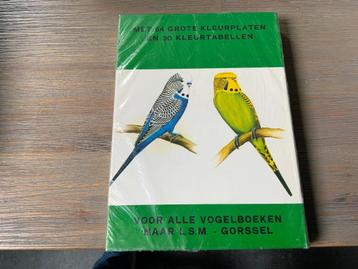 MET 64 GROTE KLEURPLATEN
EN 30 KLEURTABELLEN
VOOR ALLE VOGELBOEKEN
NAAR L.S.M. - GORSSEL